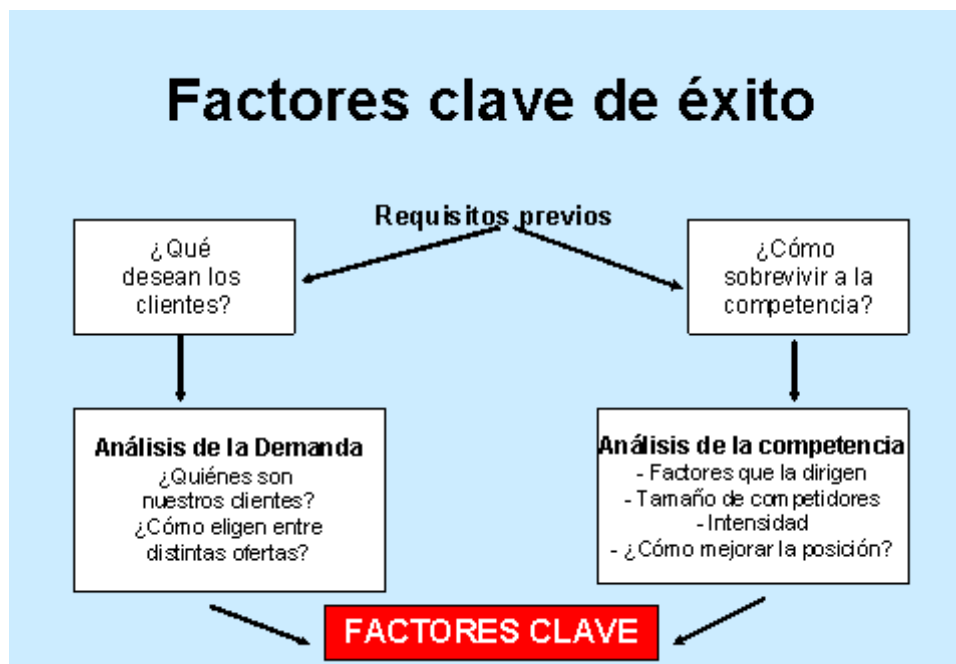 Factores clave de éxito
Requisitos previos
¿Qué
desean los
clientes?
¿Cómo
sobrevivir a la
competencia?
Análisis de la Demanda
¿Quiénes son
nuestros clientes?
¿Cómo eligen entre
distintas ofertas?
Análisis de la competencia
- Factores que la dirigen
- Tamaño de competidores
- Intensidad
- ¿Cómo mejorar la posición?
FACTORES CLAVE